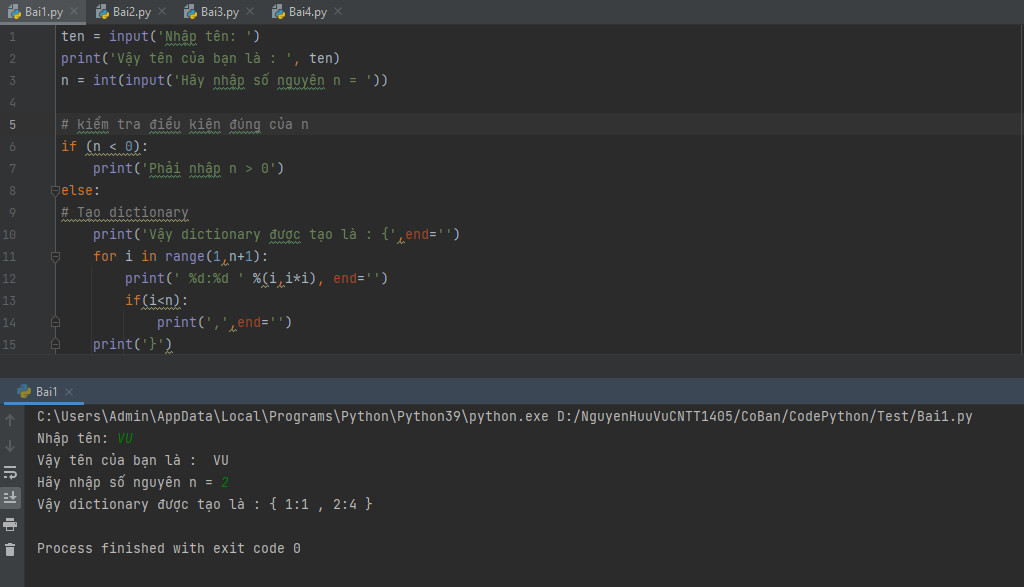 Bai1.py Bai2.py Bai3.py Bai4.py
1 ten = input('Nhập tên: ')
2 print('Vậy tên của bạn là : ', ten)
3 n = int(input('Hãy nhập số nguyên n = '))
4
5 # kiểm tra điều kiện đúng của n
6 if (n < 0):
7 print('Phải nhập n > 0')
8 else:
9 # Tạo dictionary
10 print('Vậy dictionary được tạo là : {',end='')
11 for i in range(1,n+1):
12 print(' %d:%d ' %(i,i*i), end='')
13 if(i<n):
14 print(',',end='')
15 print('}')
Bai1
C:\Users\Admin\AppData\Local\Programs\Python\Python39\python.exe D:/NguyenHuuVuCNTT1405/CoBan/CodePython/Test/Bai1.py
Nhập tên: VU
Vậy tên của bạn là :  VU
Hãy nhập số nguyên n = 2
Vậy dictionary được tạo là : { 1:1 , 2:4 }
Process finished with exit code 0